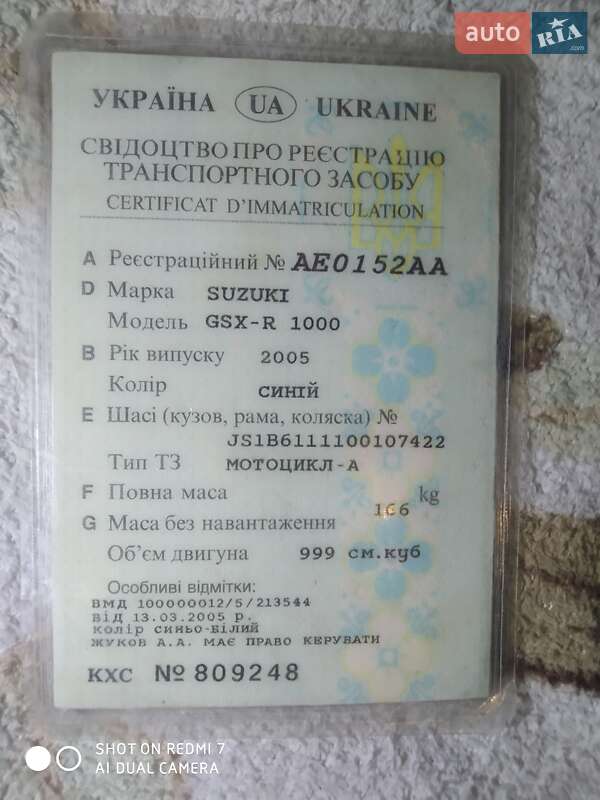 auto RIA.com
УКРАЇНА UA UKRAINE
СВІДОЦТВО ПРО РЕЄСТРАЦІЮ
ТРАНСПОРТНОГО ЗАСОБУ
CERTIFICAT D'IMMATRICULATION
A Реєстраційний № AE0152AA
D Марка SUZUKI
Модель GSX-R 1000
B Рік випуску 2005
Колір СИНІЙ
E Шасі (кузов, рама, коляска) №
JS1B6111100107422
Тип ТЗ МОТОЦИКЛ-А
F Повна маса
kg
G Маса без навантаження 166
Об'єм двигуна 999 см.куб
Особливі відмітки:
ВМД 100000012/5/213544
ВІД 13.03.2005 р.
КОЛІР СИНЬО-БІЛИЙ
ЖУКОВ А.А. МАЄ ПРАВО КЕРУВАТИ
КХС № 809248
SHOT ON REDMI 7
AI DUAL CAMERA